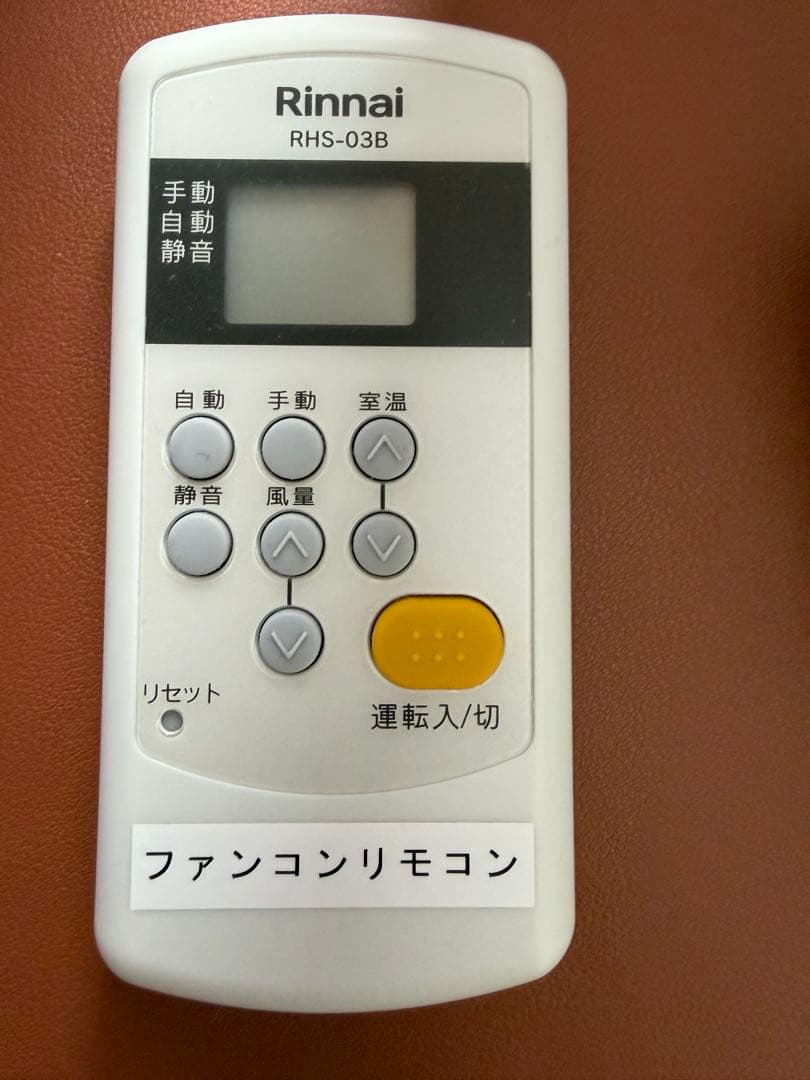 Rinnai
RHS-03B
手動
自動
静音
自動 手動 室温
静音 風量
リセット
運転入/切
ファンコンリモコン